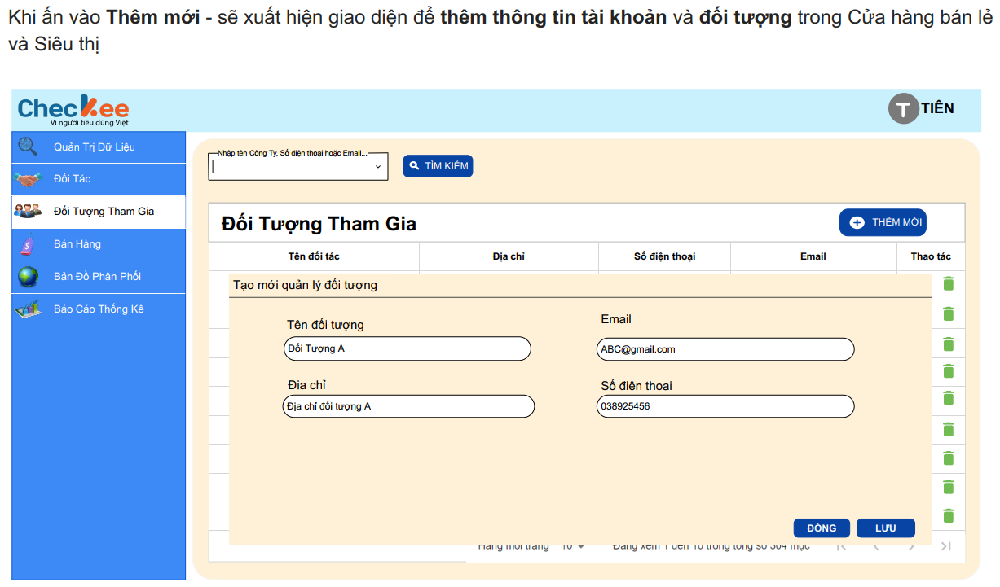 Khi ấn vào Thêm mới - sẽ xuất hiện giao diện để thêm thông tin tài khoản và đối tượng trong Cửa hàng bán lẻ
và Siêu thị
Checkee
Vì người tiêu dùng Việt
T TIÊN
Quản Trị Dữ Liệu
Đối Tác
Đối Tượng Tham Gia
Bán Hàng
Bản Đồ Phân Phối
Báo Cáo Thống Kê
Nhập tên Công Ty, Số điện thoại hoặc Email...
TÌM KIẾM
Đối Tượng Tham Gia
THÊM MỚI
Tên đối tác Địa chỉ Số điện thoại Email Thao tác
Tạo mới quản lý đối tượng
Tên đối tượng
Email
Đối Tượng A
ABC@gmail.com
Đia chỉ
Số điên thoai
Địa chỉ đối tượng A
038925456
ĐÓNG LƯU
Hàng mỗi trang 10 Đang xem 1 đến 10 trong tổng số 304 mục